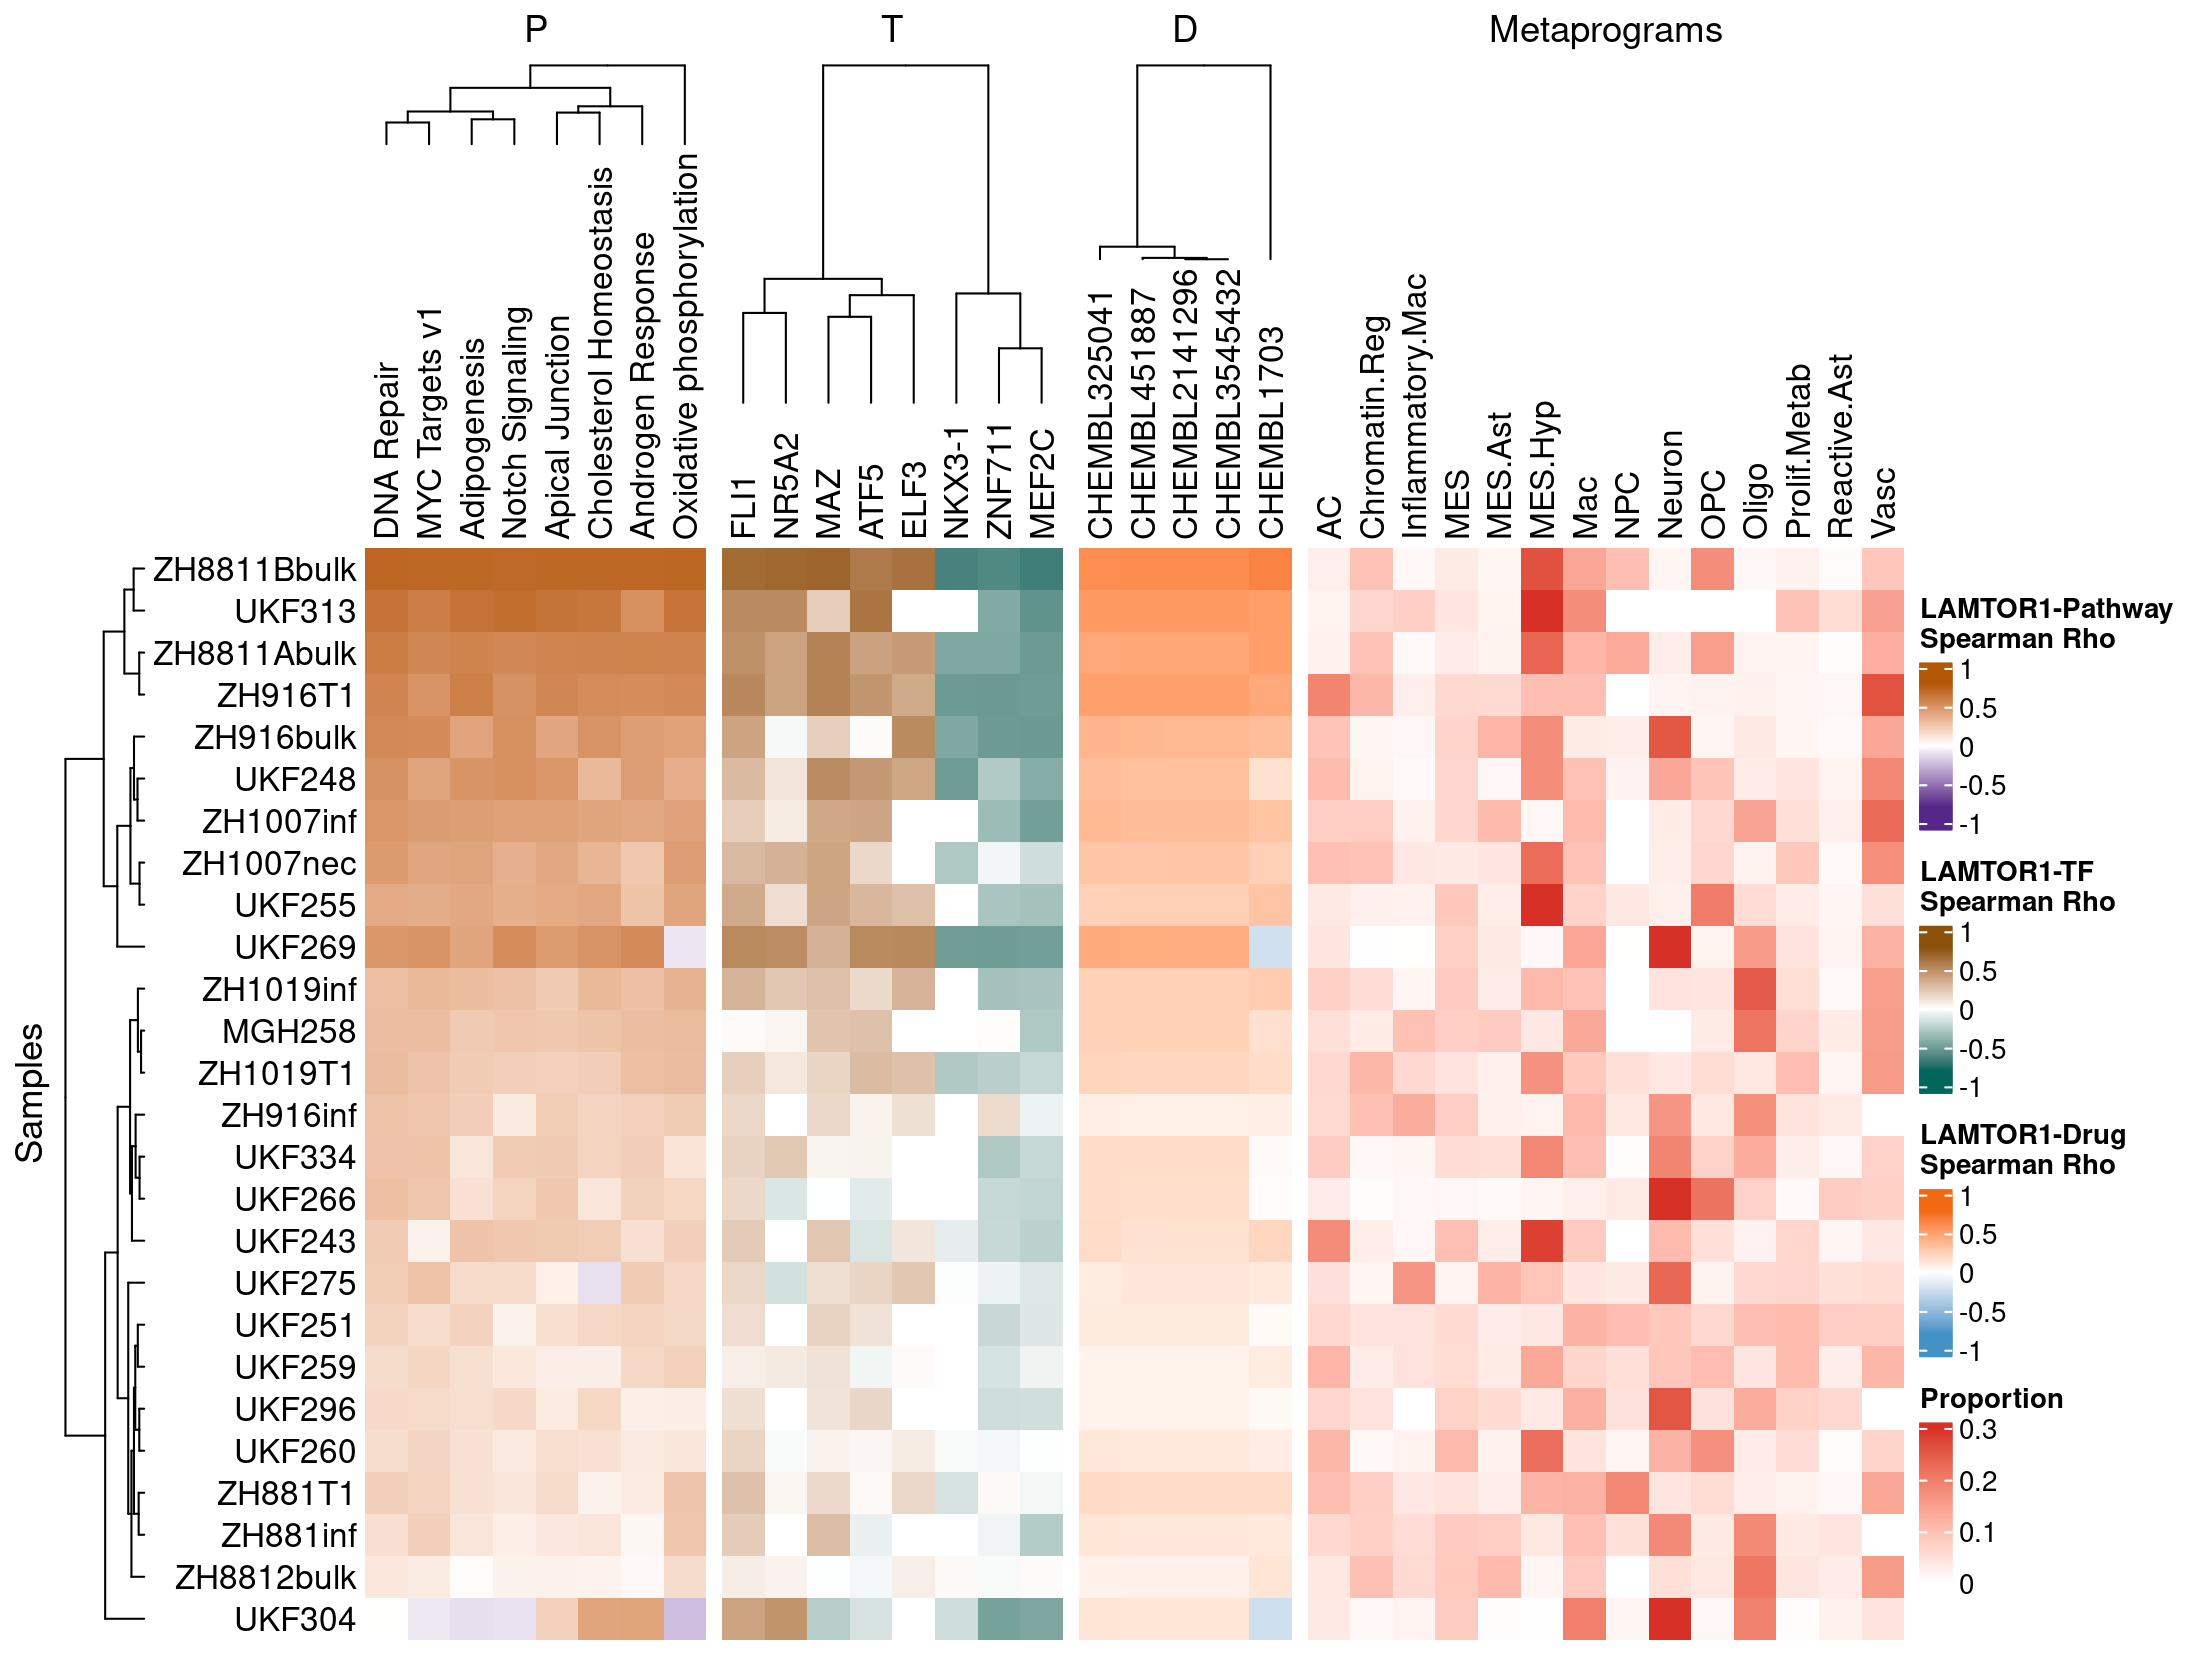 P
T
D
Metaprograms
DNA Repair
MYC Targets v1
Adipogenesis
Notch Signaling
Apical Junction
Cholesterol Homeostasis
Androgen Response
Oxidative phosphorylation
FLI1
NR5A2
MAZ
ATF5
ELF3
NKX3-1
ZNF711
MEF2C
CHEMBL325041
CHEMBL451887
CHEMBL2141296
CHEMBL3545432
CHEMBL1703
AC
Chromatin.Reg
Inflammatory.Mac
MES
MES.Ast
MES.Hyp
Mac
NPC
Neuron
OPC
Oligo
Prolif.Metab
Reactive.Ast
Vasc
Samples
ZH8811Bbulk
UKF313
ZH8811Abulk
ZH916T1
ZH916bulk
UKF248
ZH1007inf
ZH1007nec
UKF255
UKF269
ZH1019inf
MGH258
ZH1019T1
ZH916inf
UKF334
UKF266
UKF243
UKF275
UKF251
UKF259
UKF296
UKF260
ZH881T1
ZH881inf
ZH8812bulk
UKF304
LAMTOR1-Pathway
Spearman Rho
1
0.5
0
-0.5
-1
LAMTOR1-TF
Spearman Rho
1
0.5
0
-0.5
-1
LAMTOR1-Drug
Spearman Rho
1
0.5
0
-0.5
-1
Proportion
0.3
0.2
0.1
0